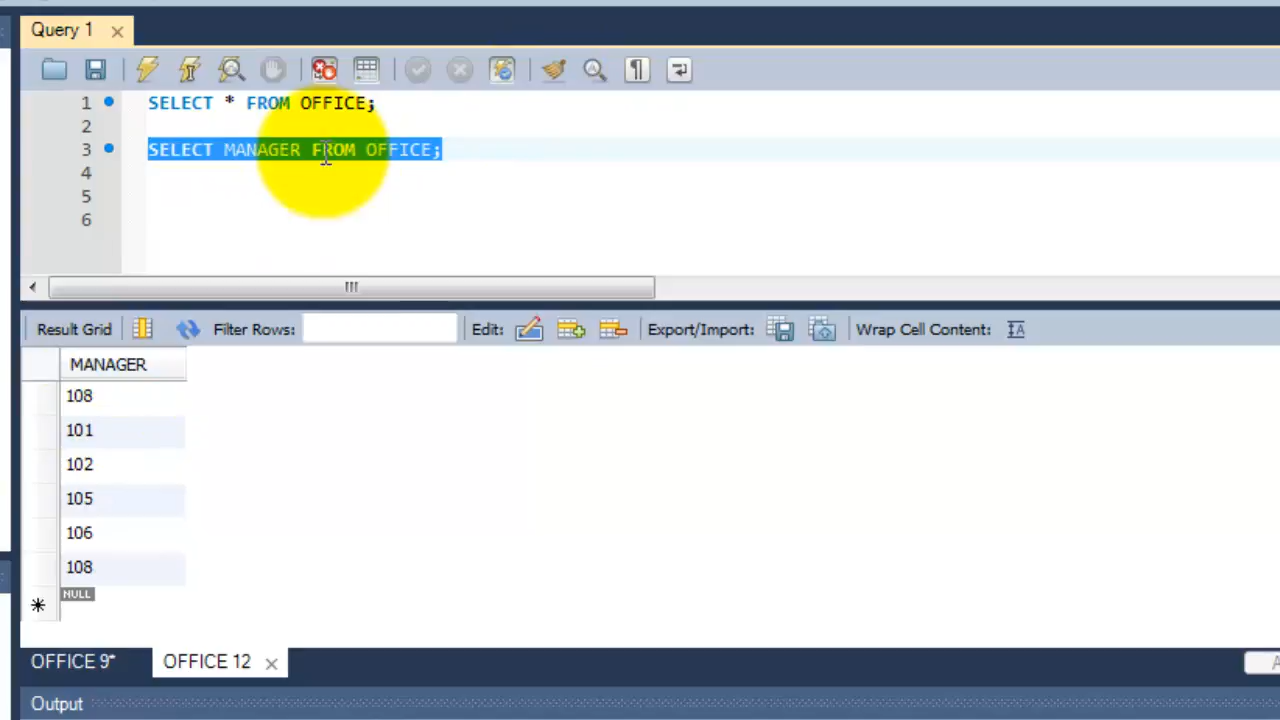 Query 1
1 SELECT * FROM OFFICE;
2
3 SELECT MANAGER FROM OFFICE;
4
5
6
Result Grid Filter Rows: Edit: Export/Import: Wrap Cell Content:
MANAGER
108
101
102
105
106
108
NULL
OFFICE 9* OFFICE 12
Output